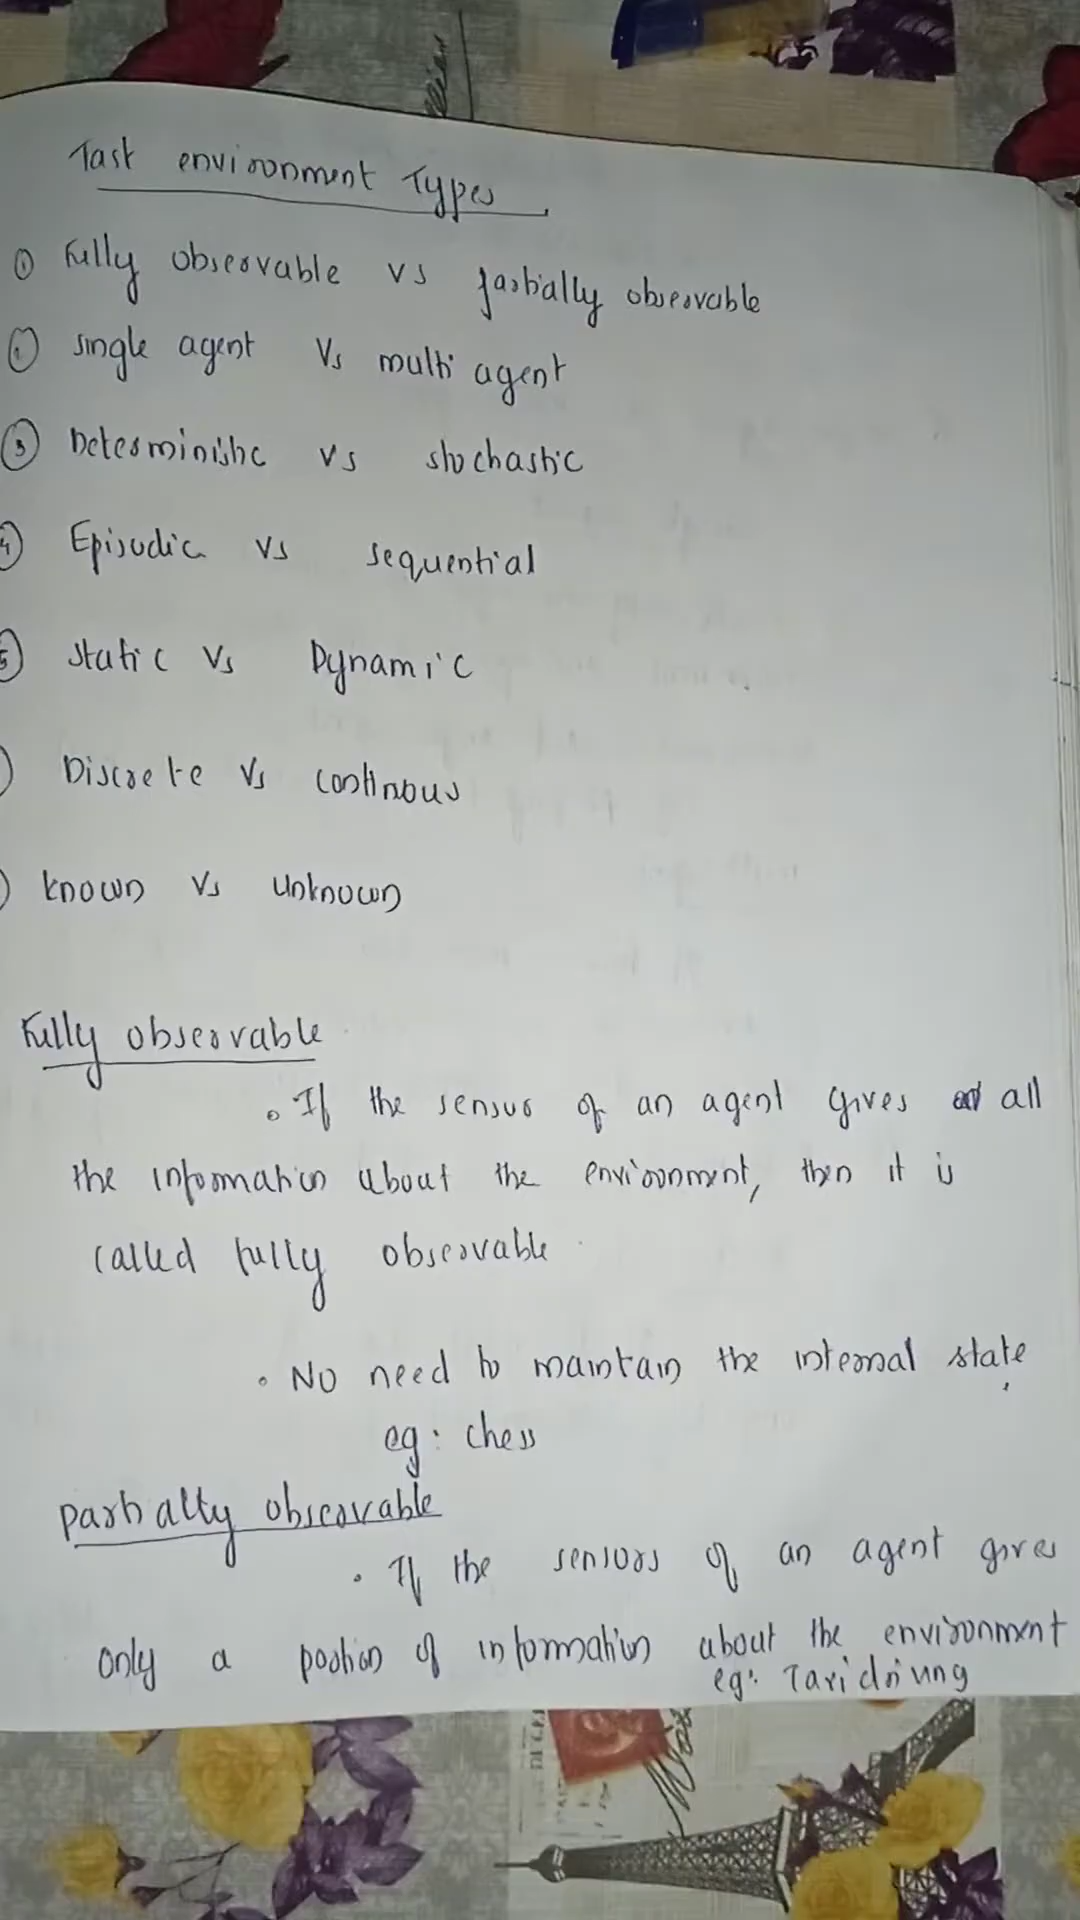 Task environment Types
① Fully observable vs partially observable
② single agent Vs multi agent
③ Deterministic vs stochastic
④ Episodic vs sequential
⑤ static Vs Dynamic
Discrete Vs continous
known Vs unknown
Fully observable
• If the sensus of an agent gives all
the information about the environment, then it is
called fully observable
• No need to maintain the internal state
eg: chess
partially observable
• If the sensors of an agent gives
only a portion of information about the environment
eg: Taxi driving